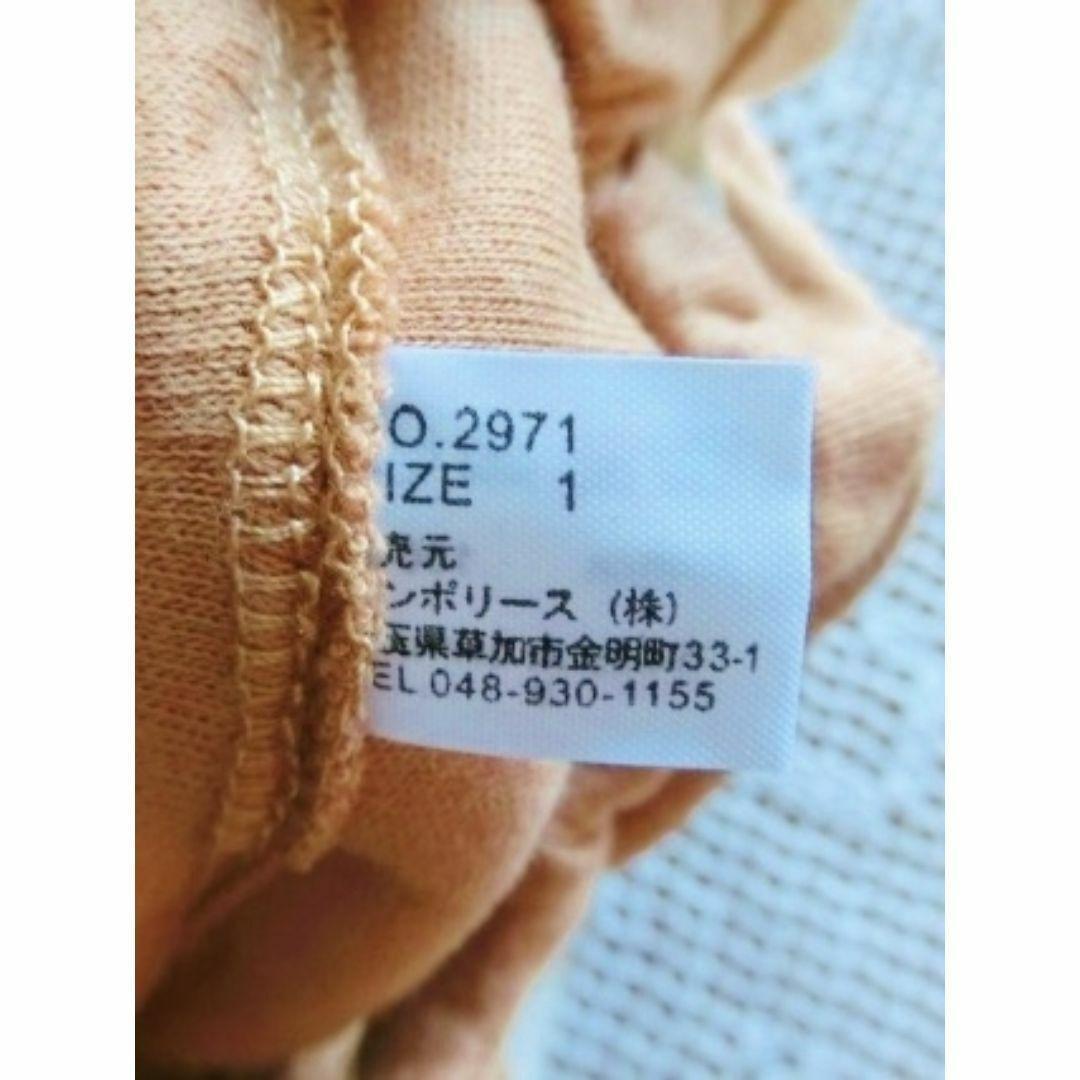 O.2971
IZE 1
売元
ンポリース (株)
玉県草加市金明町33-1
EL 048-930-1155